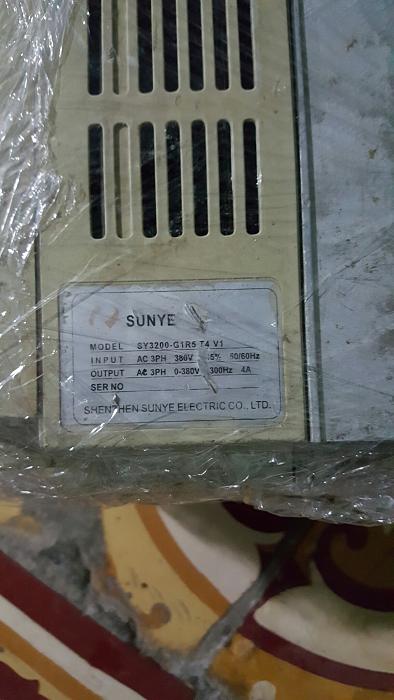 SUNYE
MODEL SY3200-G1R5 T4 V1
INPUT AC 3PH 380V 15% 50/60Hz
OUTPUT AC 3PH 0-380V 300Hz 4A
SER NO
SHENZHEN SUNYE ELECTRIC CO., LTD.